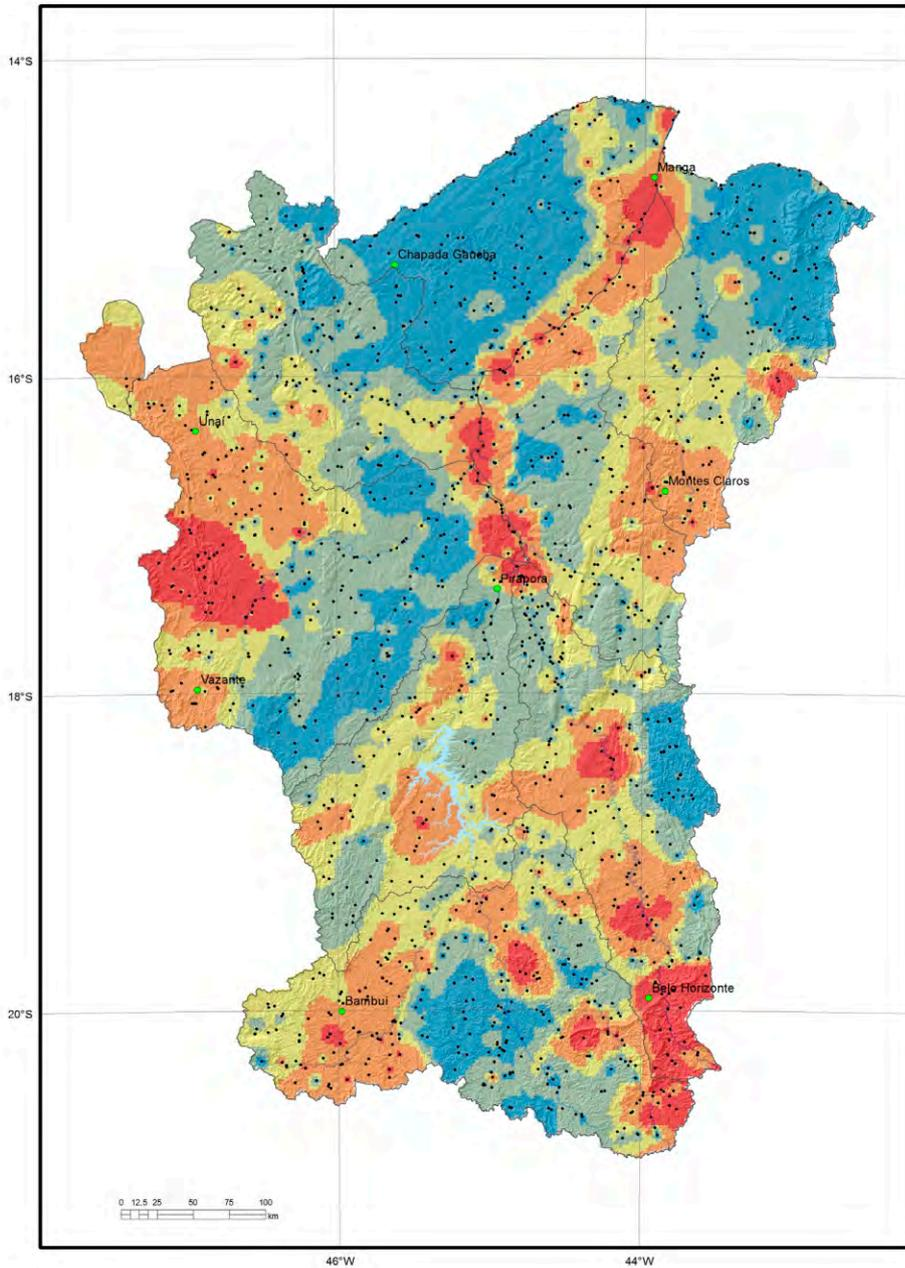 14°S
Manga
Chapada Gaucha
16°S
Unaí
Montes Claros
Pirapora
Vazante
18°S
Belo Horizonte
Bambuí
20°S
0 12,5 25 50 75 100
km
46°W 44°W